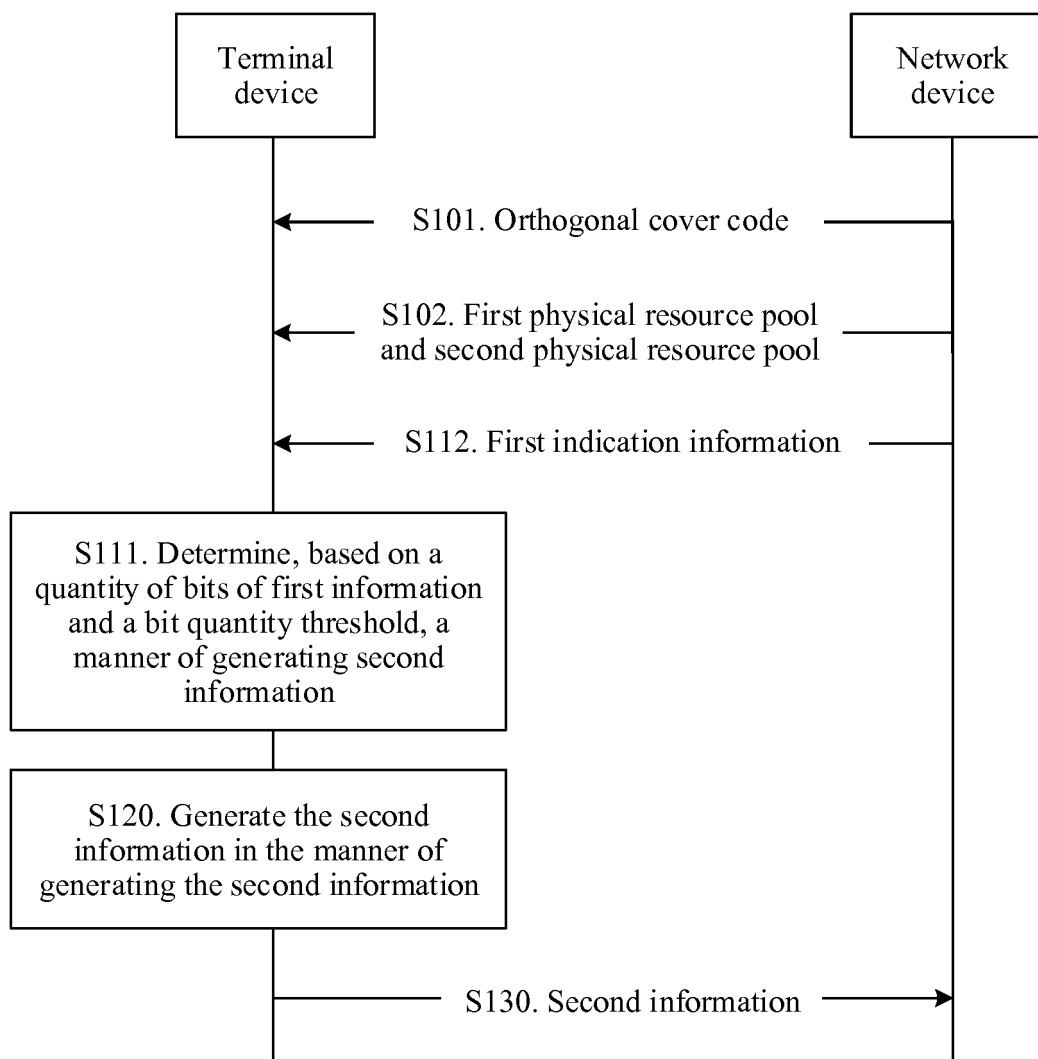 Terminal
device
Network
device
S101. Orthogonal cover code
S102. First physical resource pool
and second physical resource pool
S112. First indication information
S111. Determine, based on a
quantity of bits of first information
and a bit quantity threshold, a
manner of generating second
information
S120. Generate the second
information in the manner of
generating the second information
S130. Second information